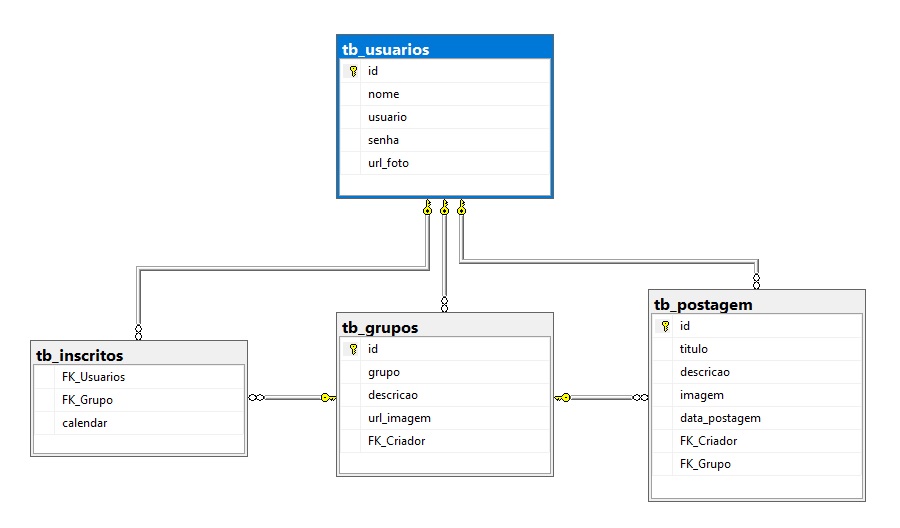 tb_usuarios
id
nome
usuario
senha
url_foto
tb_inscritos
FK_Usuarios
FK_Grupo
calendar
tb_grupos
id
grupo
descricao
url_imagem
FK_Criador
tb_postagem
id
titulo
descricao
imagem
data_postagem
FK_Criador
FK_Grupo